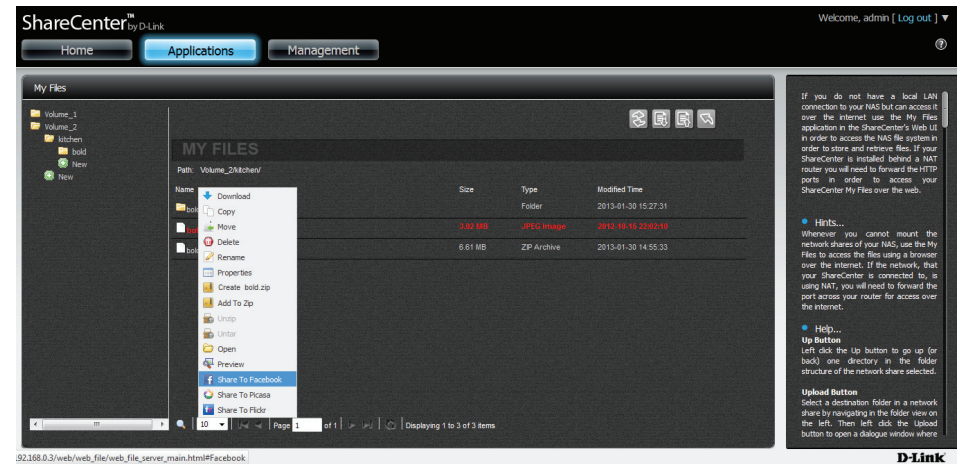 ShareCenter™ by D-Link
Welcome, admin [ Log out ] ▼
Home
Applications
Management
My Files
Volume_1
Volume_2
kitchen
bold
New
New
MY FILES
Path: Volume_2/kitchen/
Name Size Type Modified Time
Folder 2013-01-30 15:27:31
3.02 MB JPEG Image 2012-10-15 22:02:10
6.61 MB ZIP Archive 2013-01-30 14:55:33
Download
Copy
Move
Delete
Rename
Properties
Create bold.zip
Add To Zip
Unzip
Untar
Open
Preview
Share To Facebook
Share To Picasa
Share To Flickr
10 Page 1 of 1 Displaying 1 to 3 of 3 items
If you do not have a local LAN
connection to your NAS but can access it
over the internet use the My Files
application in the ShareCenter's Web UI
in order to access the NAS file system in
order to store and retrieve files. If your
ShareCenter is installed behind a NAT
router you will need to forward the HTTP
ports in order to access your
ShareCenter My Files over the web.
Hints...
Whenever you cannot mount the
network shares of your NAS, use the My
Files to access the files using a browser
over the internet. If the network, that
your ShareCenter is connected to, is
using NAT, you will need to forward the
port across your router for access over
the internet.
Help...
Up Button
Left click the Up button to go up (or
back) one directory in the folder
structure of the network share selected.
Upload Button
Select a destination folder in a network
share by navigating in the folder view on
the left. Then left click the Upload
button to open a dialogue window where
192.168.0.3/web/web_file/web_file_server_main.html#Facebook
D-Link